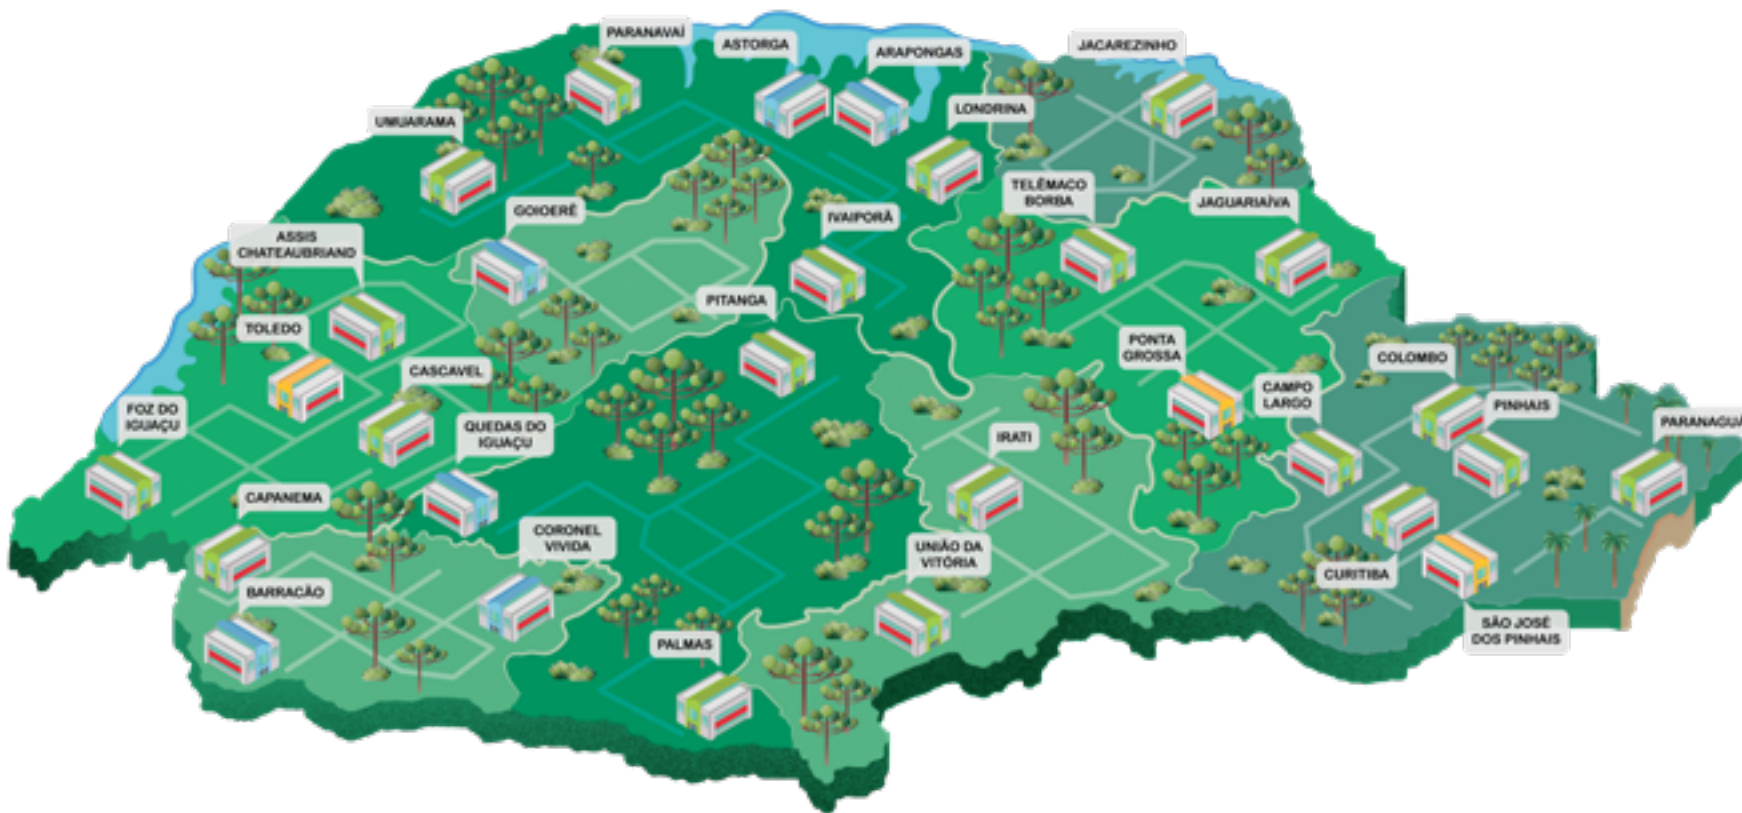 PARANAVAÍ
ASTORGA
ARAPONGAS
JACAREZINHO
UMUARAMA
LONDRINA
TELÊMACO
BORBA
JAGUARIAÍVA
GOIOERÊ
IVAIPORÃ
ASSIS
CHATEAUBRIAND
PITANGA
TOLEDO
PONTA
GROSSA
COLOMBO
CASCAVEL
CAMPO
LARGO
PINHAIS
PARANAGUÁ
FOZ DO
IGUAÇU
QUEDAS DO
IGUAÇU
IRATI
CAPANEMA
CORONEL
VIVIDA
UNIÃO DA
VITÓRIA
CURITIBA
BARRACÃO
PALMAS
SÃO JOSÉ
DOS PINHAIS